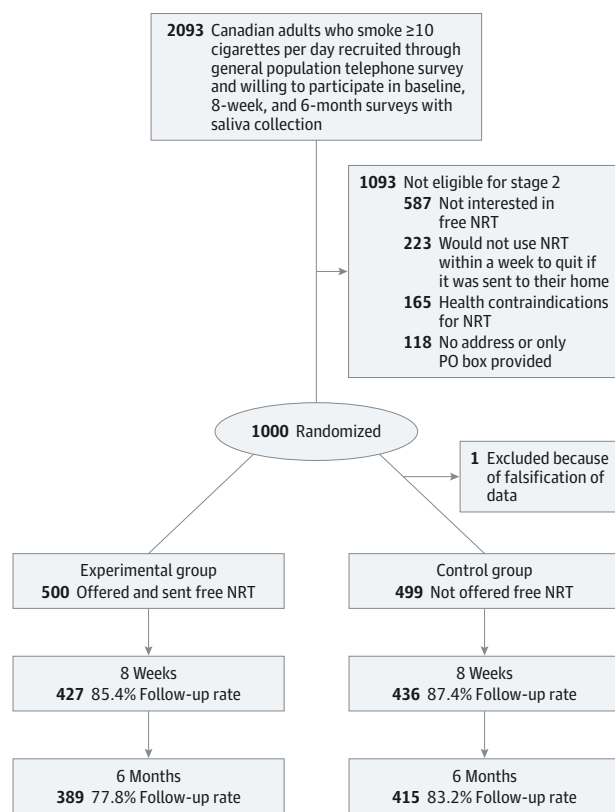 2093 Canadian adults who smoke ≥10
cigarettes per day recruited through
general population telephone survey
and willing to participate in baseline,
8-week, and 6-month surveys with
saliva collection
1093 Not eligible for stage 2
587 Not interested in
free NRT
223 Would not use NRT
within a week to quit if
it was sent to their home
165 Health contraindications
for NRT
118 No address or only
PO box provided
1000 Randomized
1 Excluded because
of falsification of
data
Experimental group
500 Offered and sent free NRT
Control group
499 Not offered free NRT
8 Weeks
427 85.4% Follow-up rate
8 Weeks
436 87.4% Follow-up rate
6 Months
389 77.8% Follow-up rate
6 Months
415 83.2% Follow-up rate